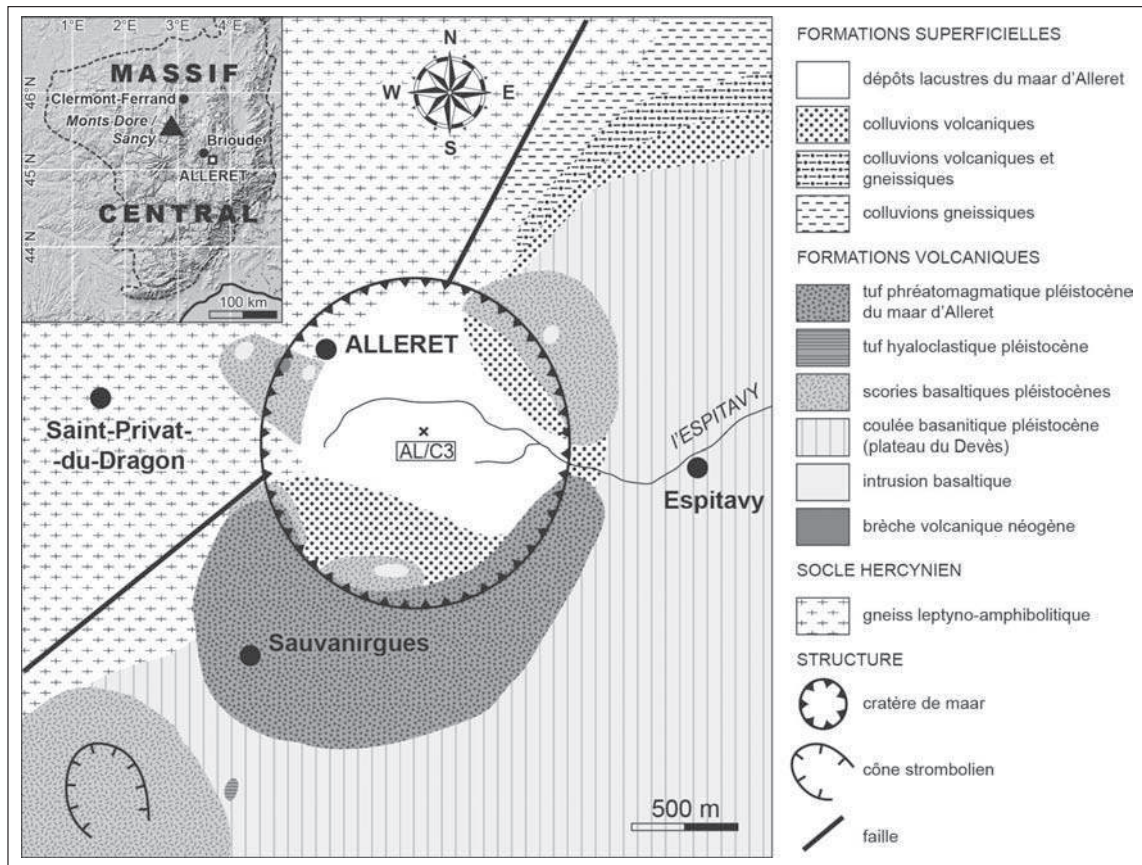 1°E 2°E 3°E 4°E
MASSIF
46°N
Clermont-Ferrand
Monts Dore /
Sancy
Brioude
45°N
ALLERET
CENTRAL
44°N
100 km
N
W E
S
ALLERET
Saint-Privat-
-du-Dragon
AL/C3
l'ESPITAVY
Espitavy
Sauvanirgues
500 m
FORMATIONS SUPERFICIELLES
dépôts lacustres du maar d'Alleret
colluvions volcaniques
colluvions volcaniques et
gneissiques
colluvions gneissiques
FORMATIONS VOLCANIQUES
tuf phréatomagmatique pléistocène
du maar d'Alleret
tuf hyaloclastique pléistocène
scories basaltiques pléistocènes
coulée basanitique pléistocène
(plateau du Devès)
intrusion basaltique
brèche volcanique néogène
SOCLE HERCYNIEN
gneiss leptyno-amphibolitique
STRUCTURE
cratère de maar
cône strombolien
faille